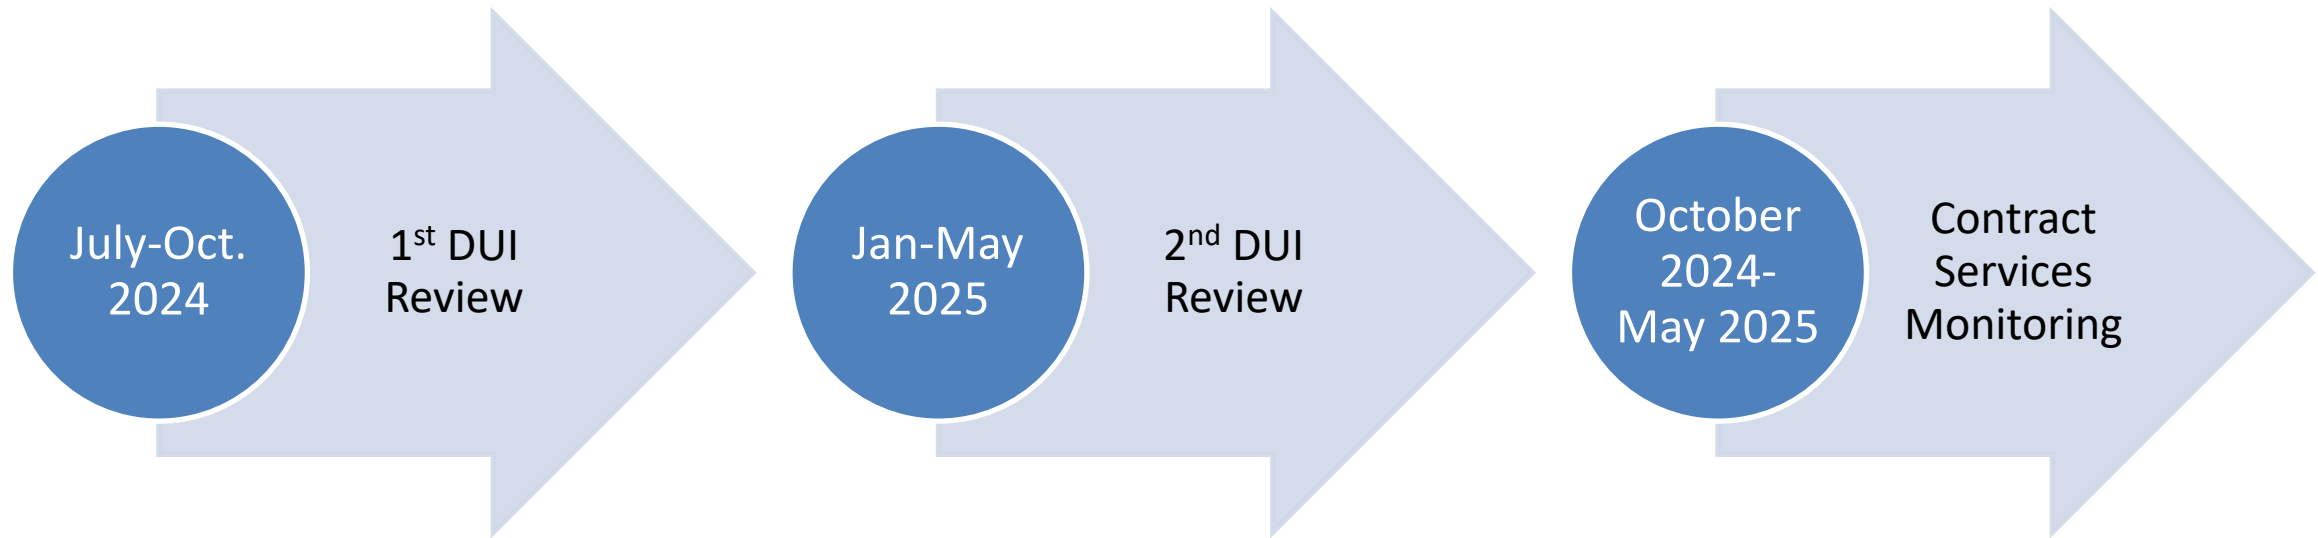 July-Oct.
2024
1st DUI
Review
Jan-May
2025
2nd DUI
Review
October
2024-
May 2025
Contract
Services
Monitoring